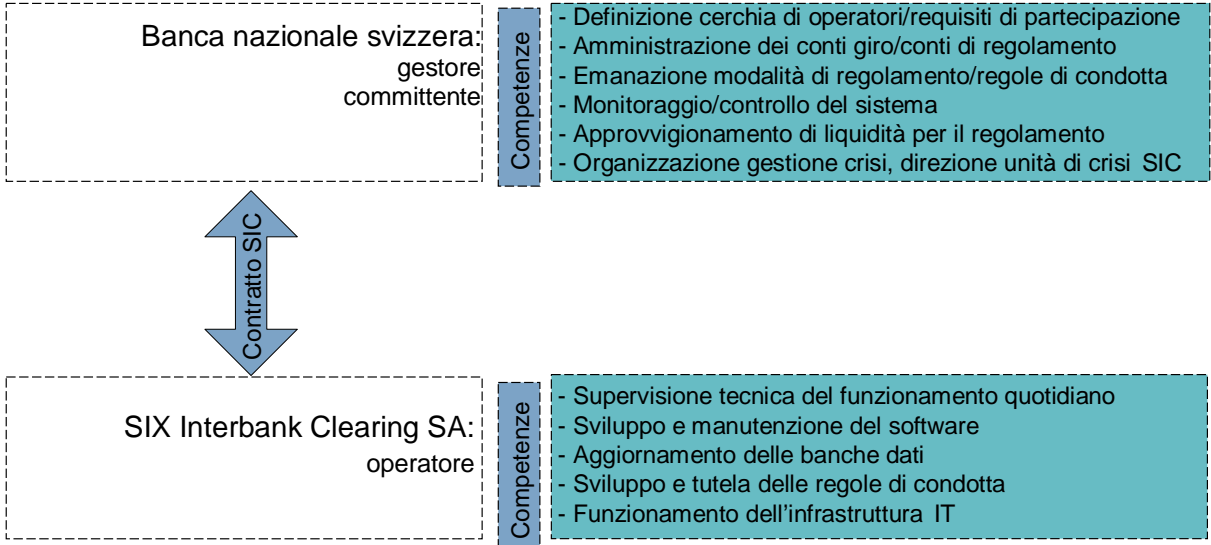 Banca nazionale svizzera:
gestore
committente
Competenze
- Definizione cerchia di operatori/requisiti di partecipazione
- Amministrazione dei conti giro/conti di regolamento
- Emanazione modalità di regolamento/regole di condotta
- Monitoraggio/controllo del sistema
- Approvvigionamento di liquidità per il regolamento
- Organizzazione gestione crisi, direzione unità di crisi SIC
Contratto SIC
SIX Interbank Clearing SA:
operatore
Competenze
- Supervisione tecnica del funzionamento quotidiano
- Sviluppo e manutenzione del software
- Aggiornamento delle banche dati
- Sviluppo e tutela delle regole di condotta
- Funzionamento dell'infrastruttura IT